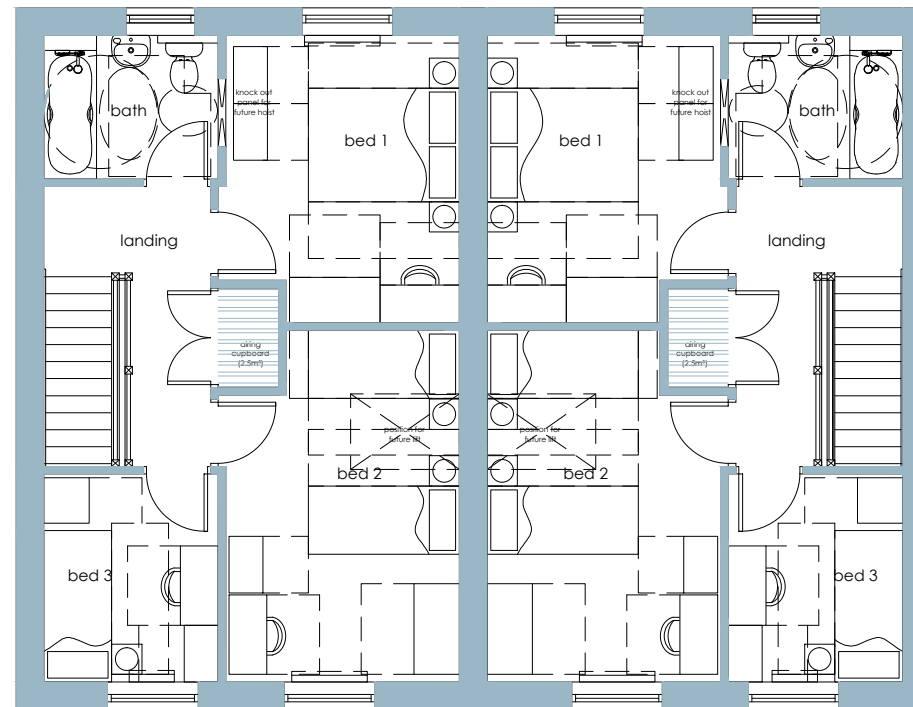 knock out
panel for
future hoist
bath
bed 1
landing
airing
cupboard
(2.5m²)
position for
future lift
bed 2
bed 3
knock out
panel for
future hoist
bath
bed 1
landing
airing
cupboard
(2.5m²)
position for
future lift
bed 2
bed 3